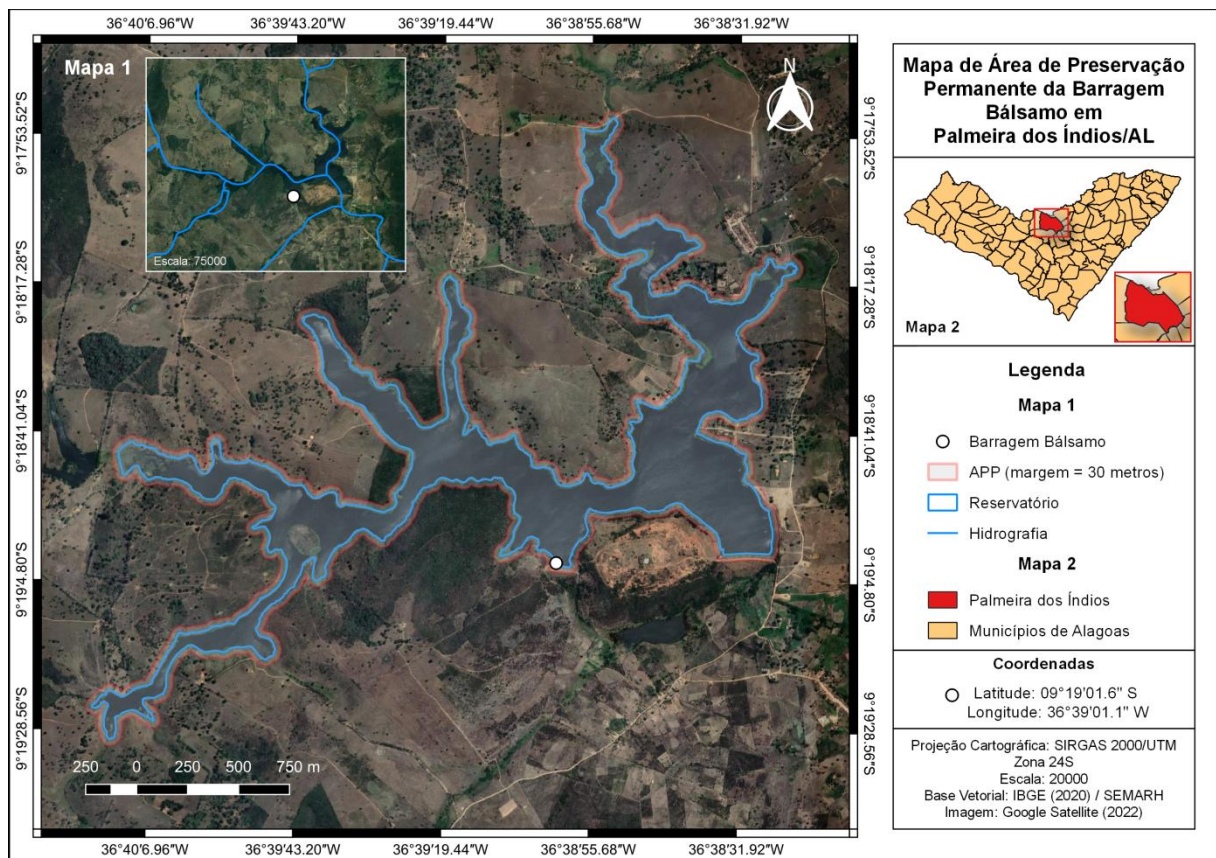 36°40'6.96"W 36°39'43.20"W 36°39'19.44"W 36°38'55.68"W 36°38'31.92"W
Mapa 1
N
Escala: 75000
9°17'53.52"S
9°18'17.28"S
9°18'41.04"S
9°19'4.80"S
9°19'28.56"S
9°17'53.52"S
9°18'17.28"S
9°18'41.04"S
9°19'4.80"S
9°19'28.56"S
250 0 250 500 750 m
36°40'6.96"W 36°39'43.20"W 36°39'19.44"W 36°38'55.68"W 36°38'31.92"W
Mapa de Área de Preservação
Permanente da Barragem
Bálsamo em
Palmeira dos Índios/AL
Mapa 2
Legenda
Mapa 1
Barragem Bálsamo
APP (margem = 30 metros)
Reservatório
Hidrografia
Mapa 2
Palmeira dos Índios
Municípios de Alagoas
Coordenadas
Latitude: 09°19'01.6" S
Longitude: 36°39'01.1" W
Projeção Cartográfica: SIRGAS 2000/UTM
Zona 24S
Escala: 20000
Base Vetorial: IBGE (2020) / SEMARH
Imagem: Google Satellite (2022)